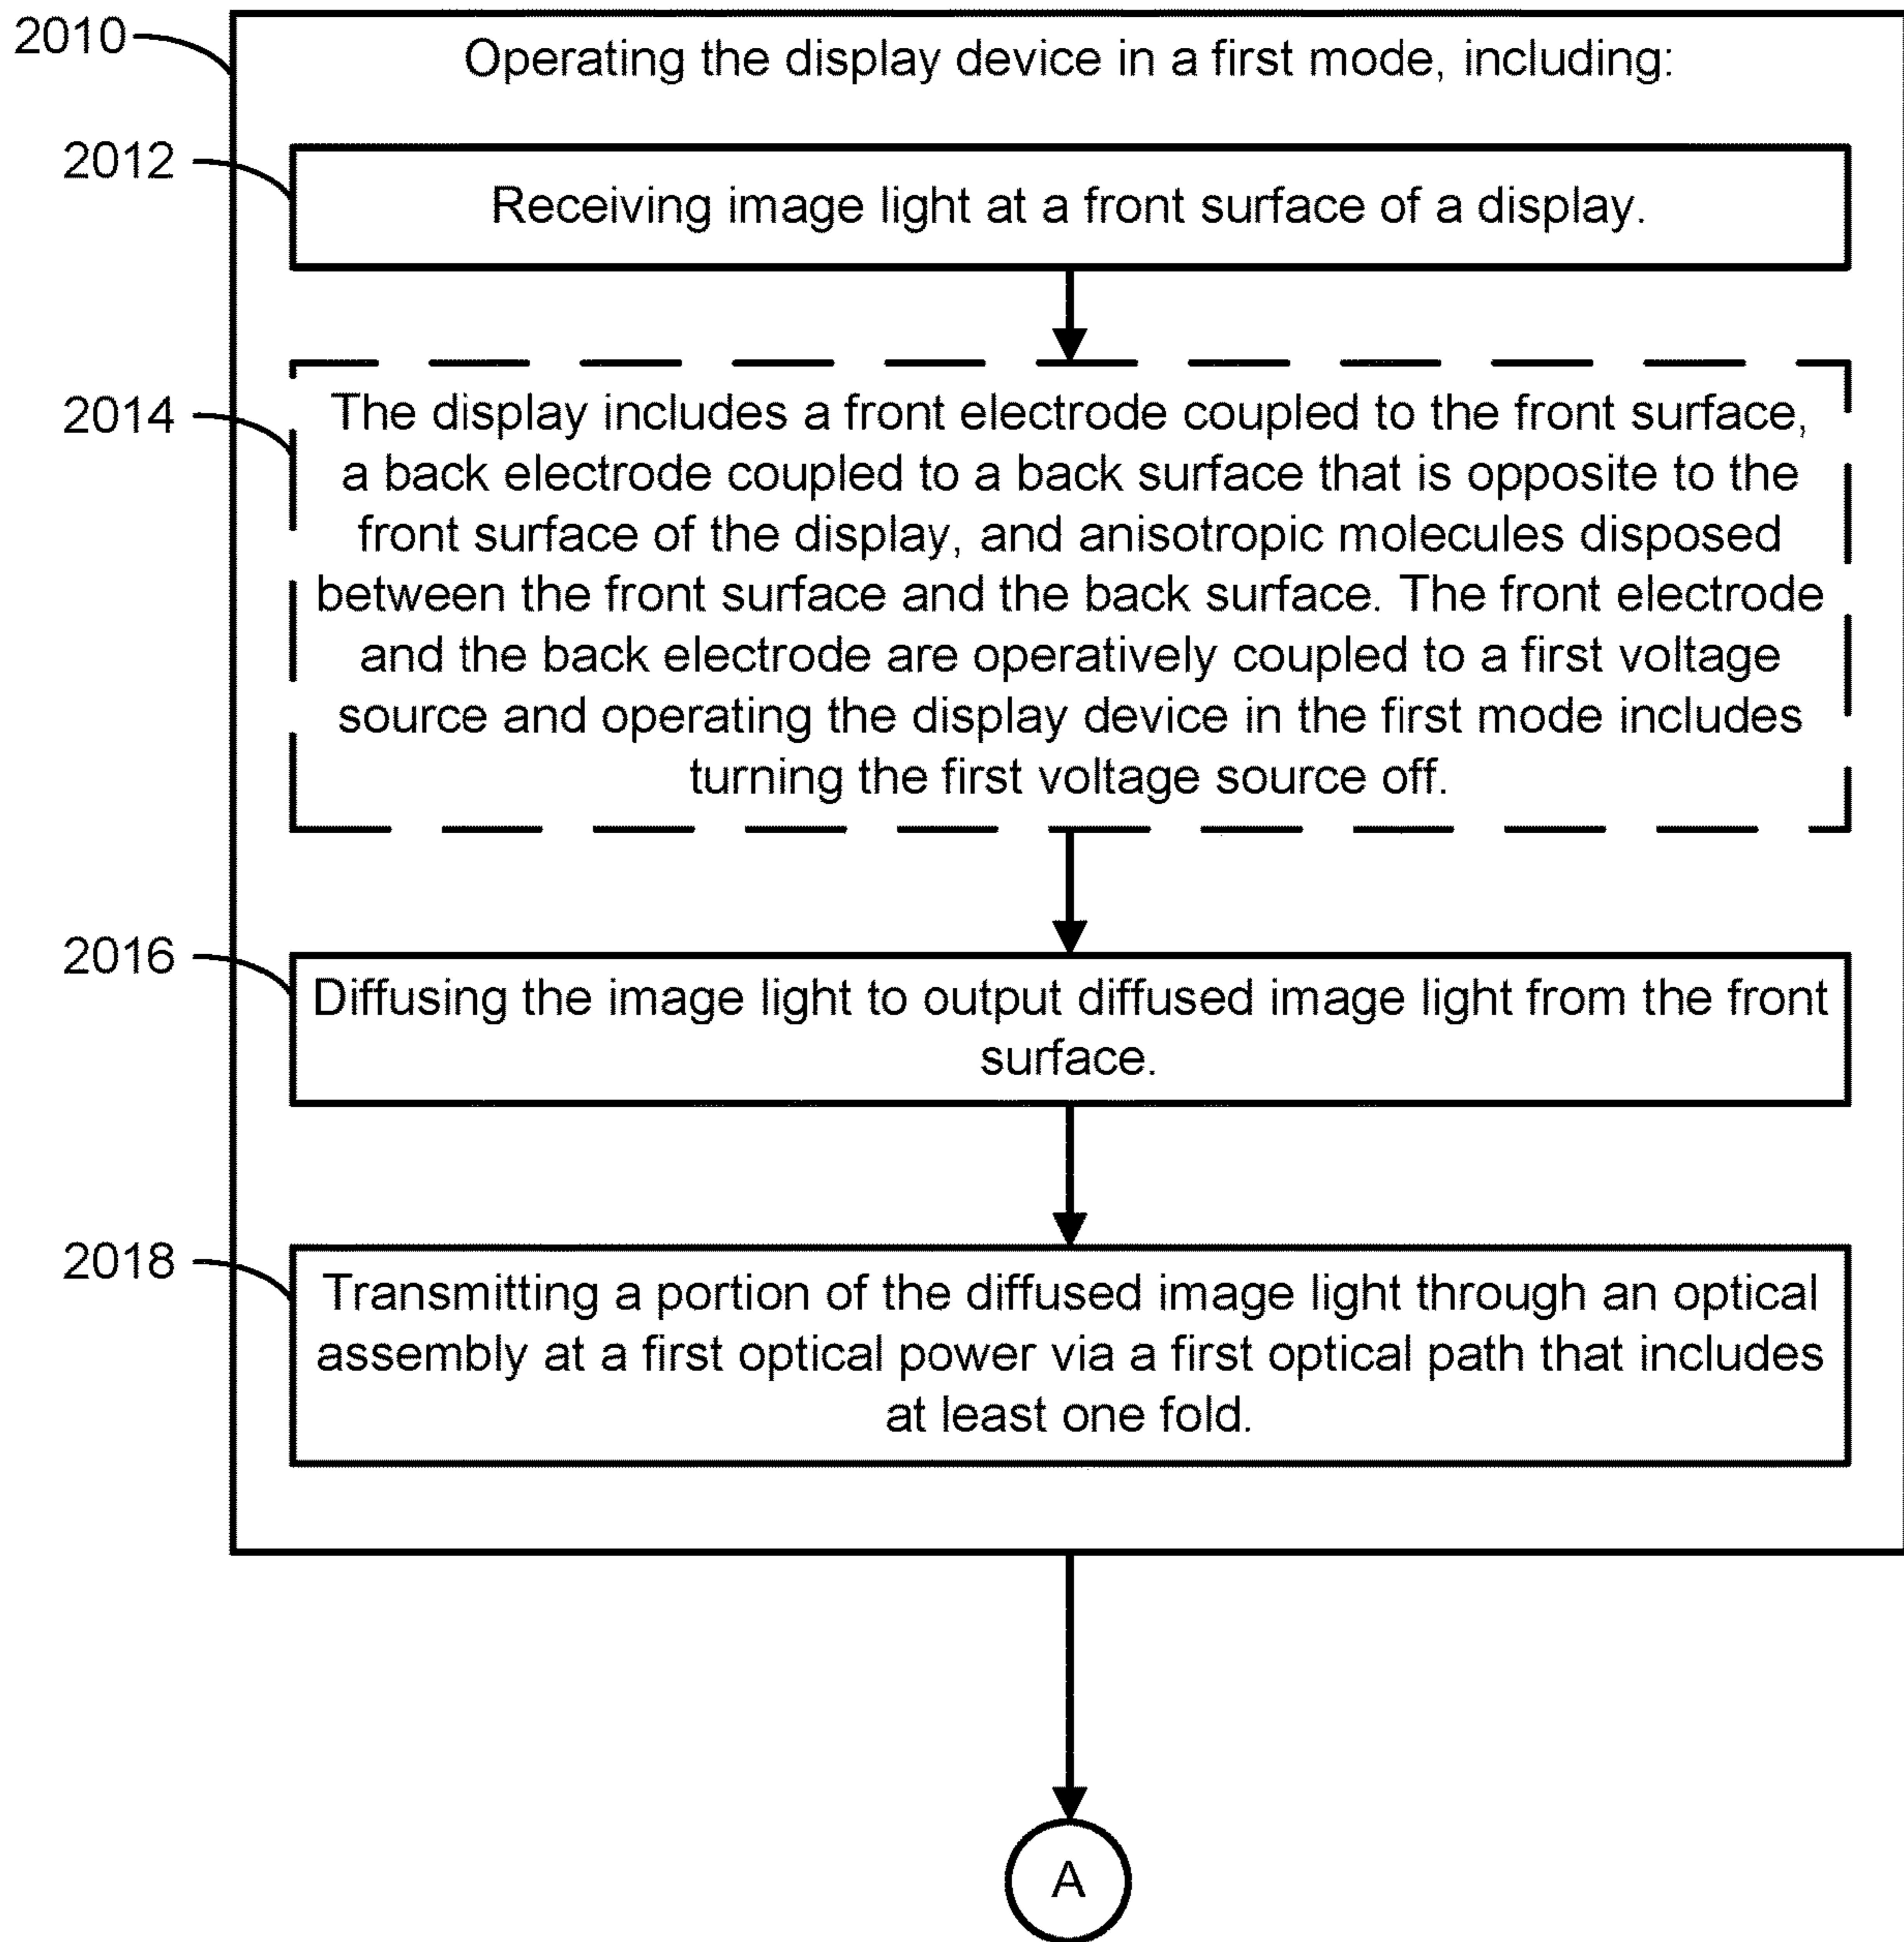 2010
Operating the display device in a first mode, including:
2012
Receiving image light at a front surface of a display.
2014
The display includes a front electrode coupled to the front surface,
a back electrode coupled to a back surface that is opposite to the
front surface of the display, and anisotropic molecules disposed
between the front surface and the back surface. The front electrode
and the back electrode are operatively coupled to a first voltage
source and operating the display device in the first mode includes
turning the first voltage source off.
2016
Diffusing the image light to output diffused image light from the front
surface.
2018
Transmitting a portion of the diffused image light through an optical
assembly at a first optical power via a first optical path that includes
at least one fold.
A